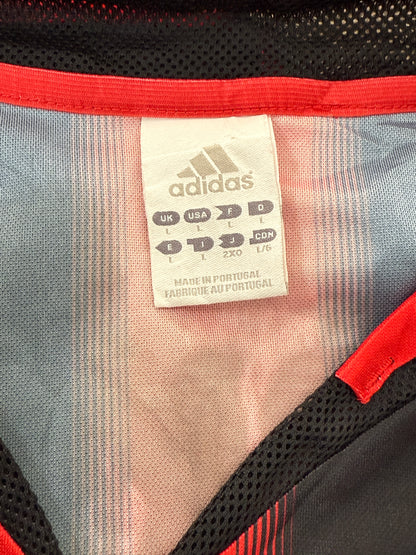 adidas
UK USA F D
L L L L
E I J CDN
L L 2XO L/G
MADE IN PORTUGAL
FABRIQUE AU PORTUGAL